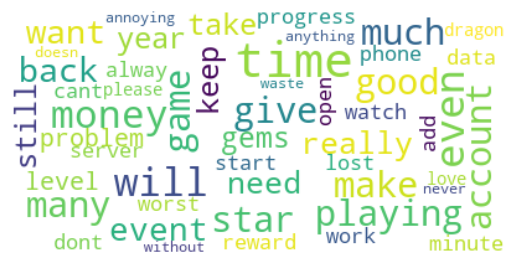 annoying
progress
want
year
take
much
dragon
anything
back
alway
keep
time
phone
data
cant
please
doesn
waste
good
money
game
give
open
watch
even
still
problem
gems
really
add
account
server
start
lost
love
level
will
need
make
never
many
worst
star
playing
event
reward
work
dont
without
minute